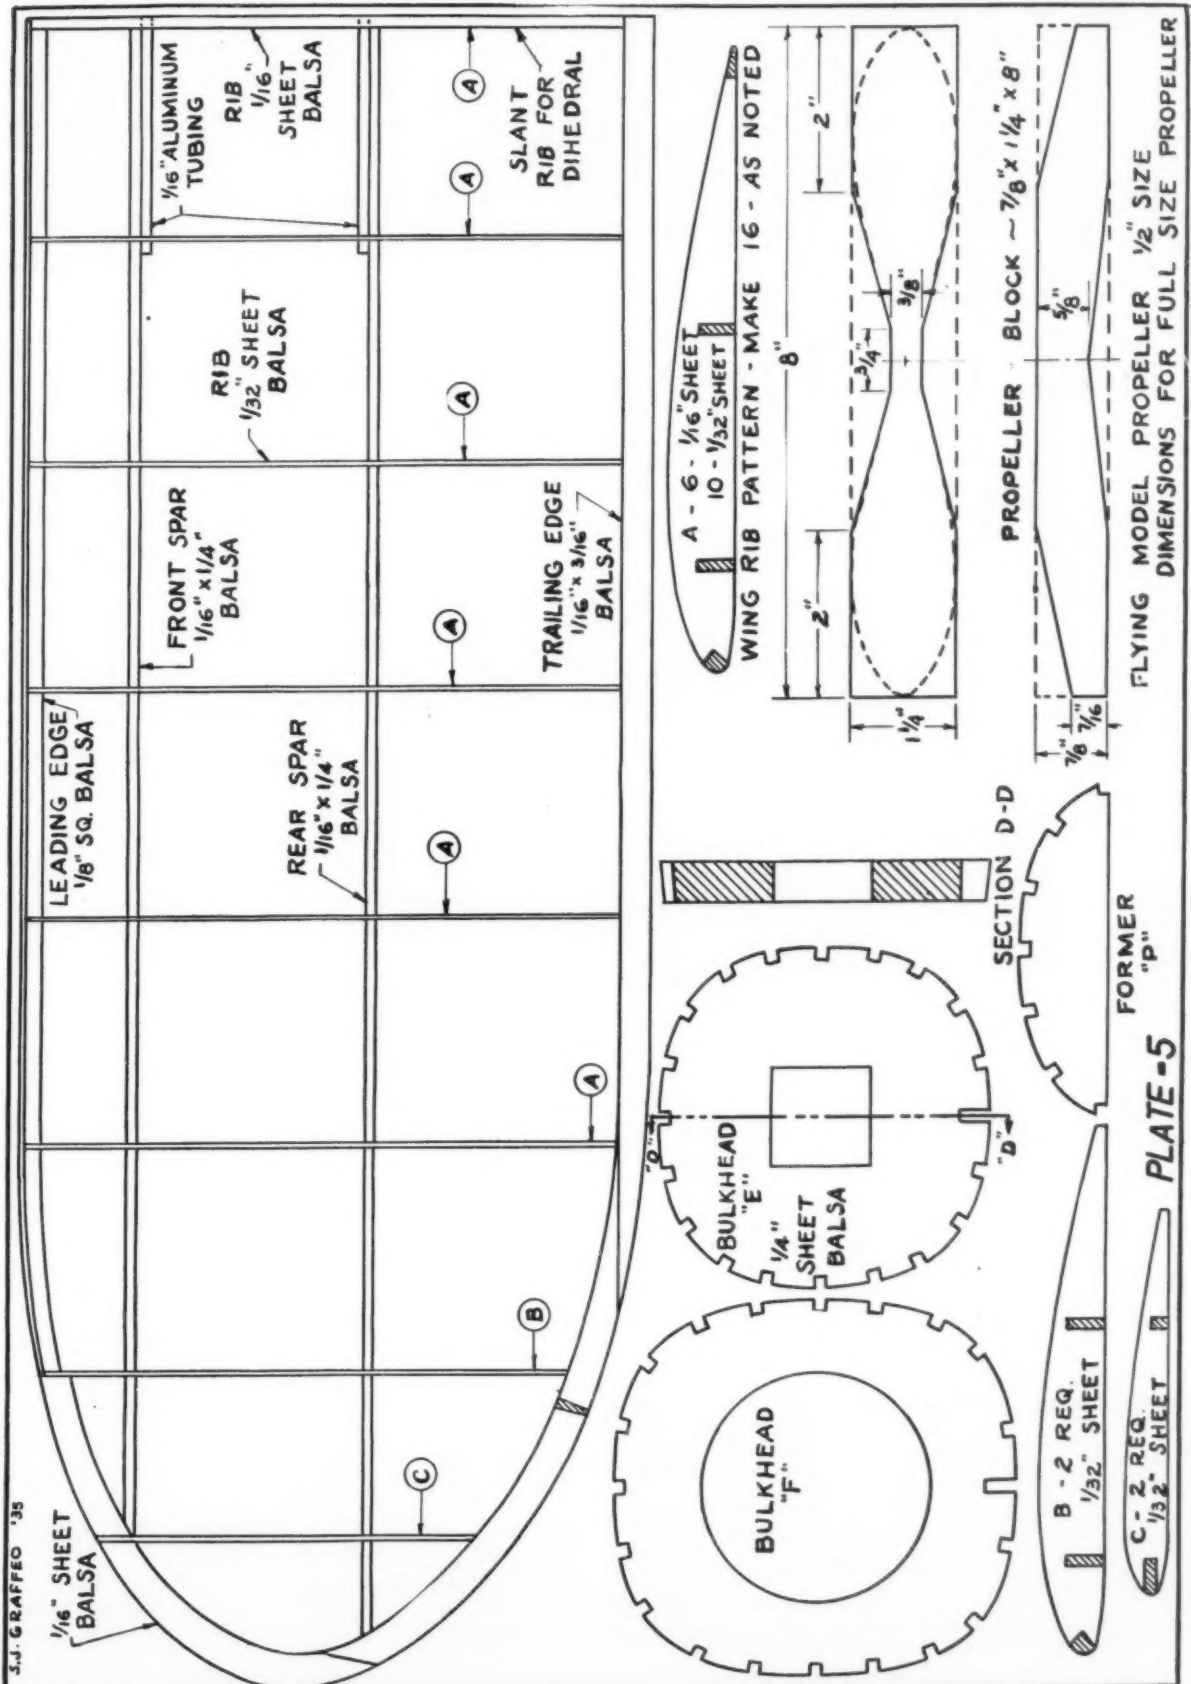 S.J. GRAFFEO '35
1/16" SHEET
BALSA
LEADING EDGE
1/8" SQ. BALSA
FRONT SPAR
1/16" x 1/4"
BALSA
REAR SPAR
1/16" x 1/4"
BALSA
RIB
1/32" SHEET
BALSA
1/16" ALUMINUM
TUBING
RIB
1/16"
SHEET
BALSA
SLANT
RIB FOR
DIHEDRAL
TRAILING EDGE
1/16" x 3/16"
BALSA
C
B
A
A
A
A
A
A
A
BULKHEAD
"F"
BULKHEAD
"E"
1/4"
SHEET
BALSA
"D"
"D"
SECTION D-D
A - 6 - 1/16" SHEET
10 - 1/32" SHEET
WING RIB PATTERN - MAKE 16 - AS NOTED
8"
2"
2"
3/4"
3/8"
1 1/4"
PROPELLER BLOCK ~ 7/8" x 1 1/4" x 8"
5/8"
7/8"
7/16"
FLYING MODEL PROPELLER 1/2" SIZE
DIMENSIONS FOR FULL SIZE PROPELLER
FORMER
"P"
B - 2 REQ.
1/32" SHEET
C - 2 REQ.
1/32" SHEET
PLATE - 5